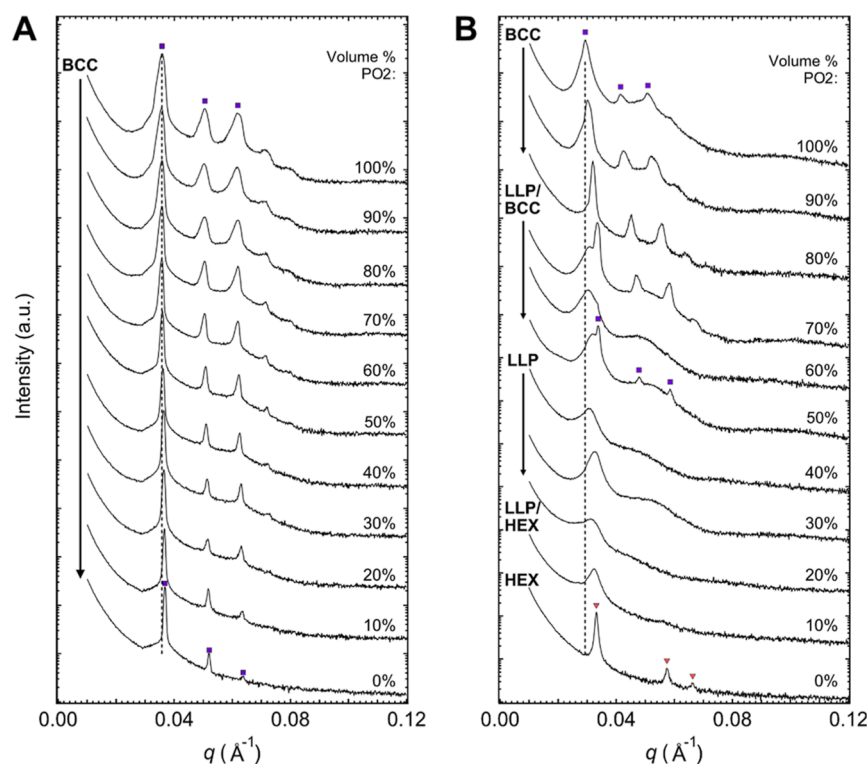 A
BCC
Volume %
PO2:
100%
90%
80%
70%
60%
50%
40%
30%
20%
10%
0%
Intensity (a.u.)
0.00
0.04
0.08
0.12
q (Å⁻¹)
B
BCC
Volume %
PO2:
100%
90%
LLP/
BCC
80%
70%
60%
LLP
50%
40%
30%
LLP/
HEX
20%
HEX
10%
0%
0.00
0.04
0.08
0.12
q (Å⁻¹)